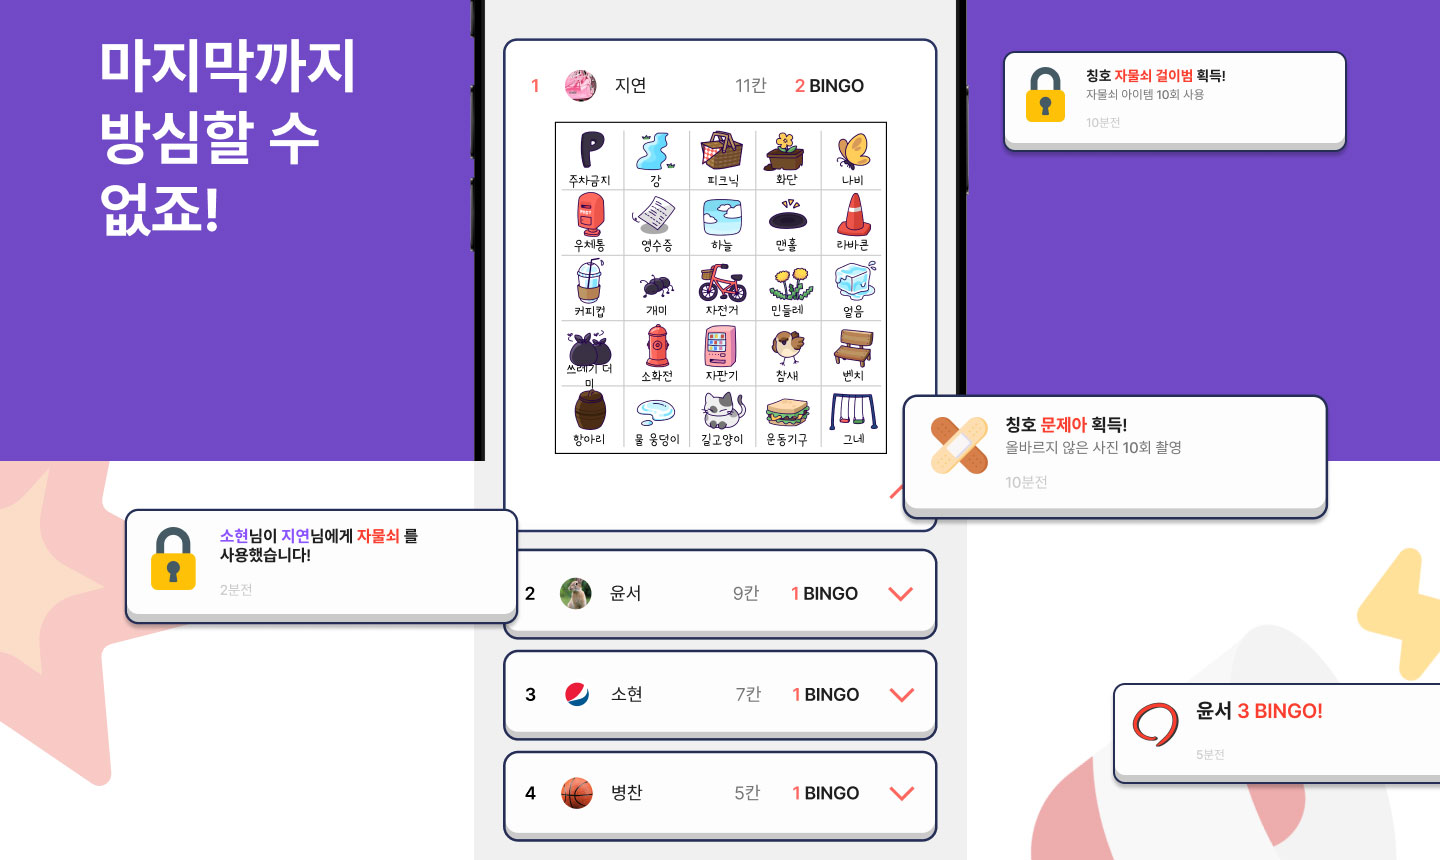 마지막까지
방심할 수
없죠!
1 지연 11칸 2 BINGO
P
주차금지 강 피크닉 화단 나비
우체통 영수증 하늘 맨홀 라바콘
커피컵 개미 자전거 민들레 얼음
쓰레기 더
미
소화전 자판기 참새 벤치
항아리 물 웅덩이 길고양이 운동기구 그네
2 윤서 9칸 1 BINGO
3 소현 7칸 1 BINGO
4 병찬 5칸 1 BINGO
칭호 자물쇠 걸이범 획득!
자물쇠 아이템 10회 사용
10분전
칭호 문제아 획득!
올바르지 않은 사진 10회 촬영
10분전
소현님이 지연님에게 자물쇠 를
사용했습니다!
2분전
윤서 3 BINGO!
5분전